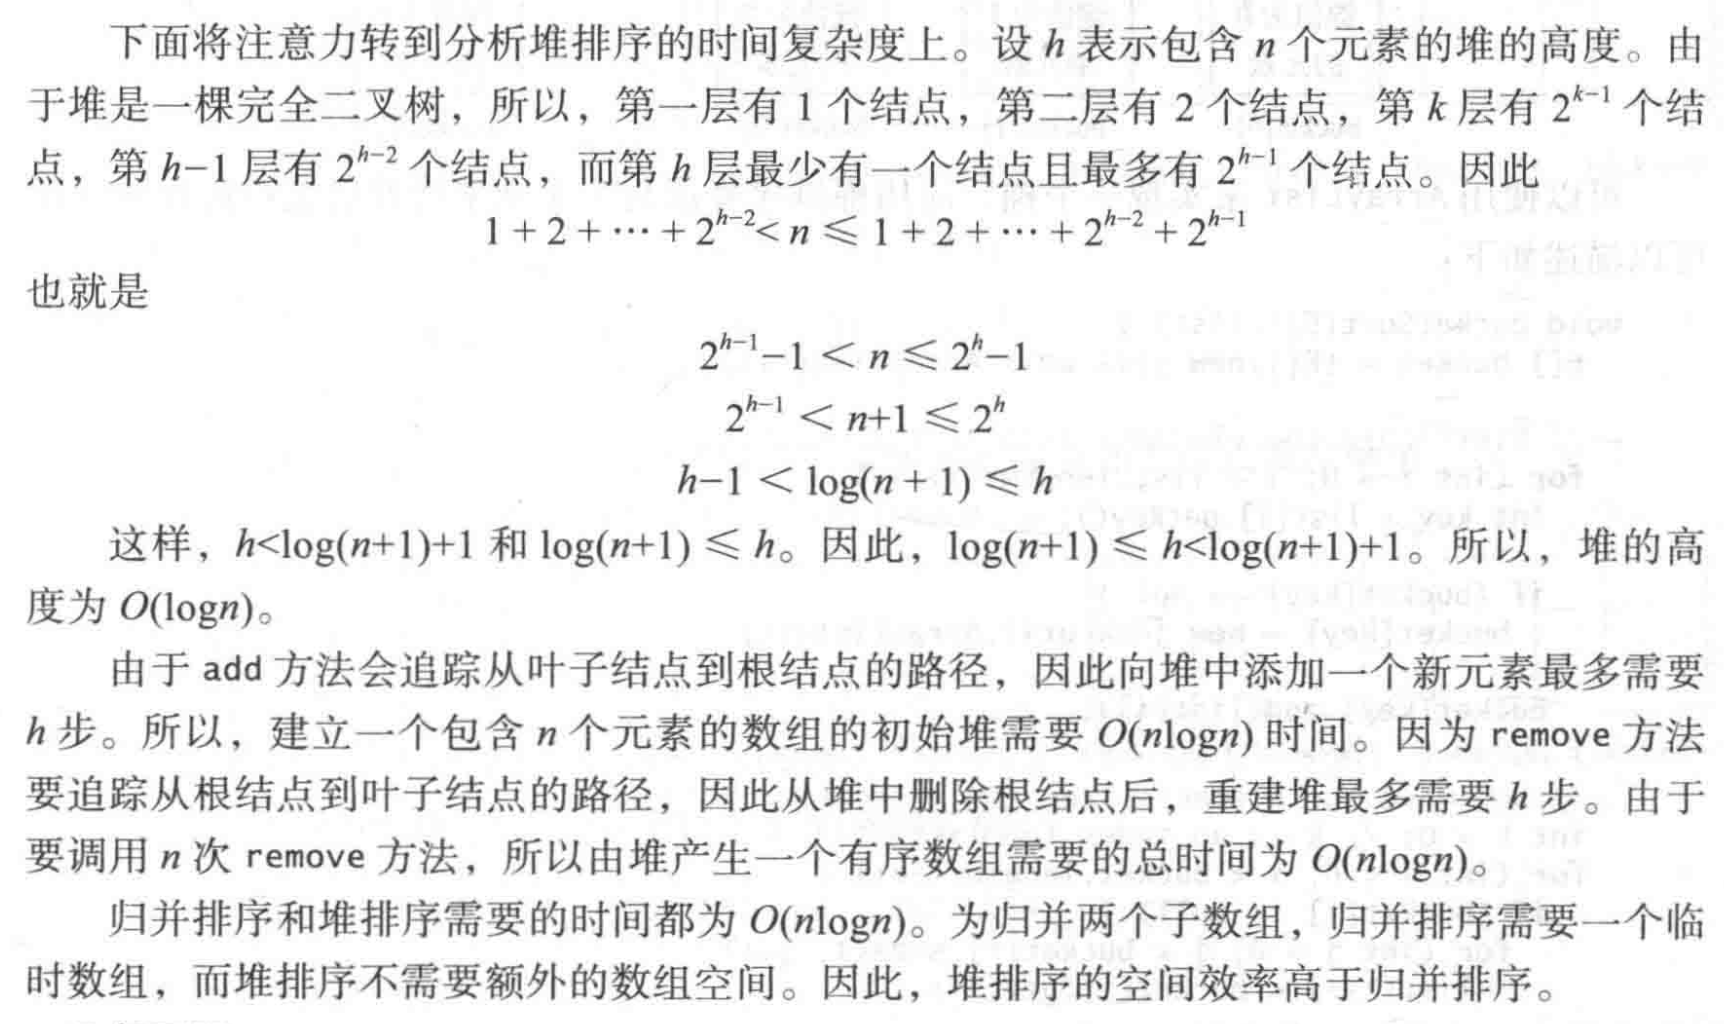 下面将注意力转到分析堆排序的时间复杂度上。设 h 表示包含 n 个元素的堆的高度。由
于堆是一棵完全二叉树，所以，第一层有 1 个结点，第二层有 2 个结点，第 k 层有 2^{k-1} 个结
点，第 h-1 层有 2^{h-2} 个结点，而第 h 层最少有一个结点且最多有 2^{h-1} 个结点。因此
1 + 2 + ⋯ + 2^{h-2} < n ⩽ 1 + 2 + ⋯ + 2^{h-2} + 2^{h-1}
也就是
2^{h-1}-1 < n ⩽ 2^{h}-1
2^{h-1} < n+1 ⩽ 2^{h}
h-1 < log(n + 1) ⩽ h
这样，h<log(n+1)+1 和 log(n+1) ⩽ h。因此，log(n+1) ⩽ h<log(n+1)+1。所以，堆的高
度为 O(logn)。
由于 add 方法会追踪从叶子结点到根结点的路径，因此向堆中添加一个新元素最多需要
h 步。所以，建立一个包含 n 个元素的数组的初始堆需要 O(nlogn) 时间。因为 remove 方法
要追踪从根结点到叶子结点的路径，因此从堆中删除根结点后，重建堆最多需要 h 步。由于
要调用 n 次 remove 方法，所以由堆产生一个有序数组需要的总时间为 O(nlogn)。
归并排序和堆排序需要的时间都为 O(nlogn)。为归并两个子数组，归并排序需要一个临
时数组，而堆排序不需要额外的数组空间。因此，堆排序的空间效率高于归并排序。